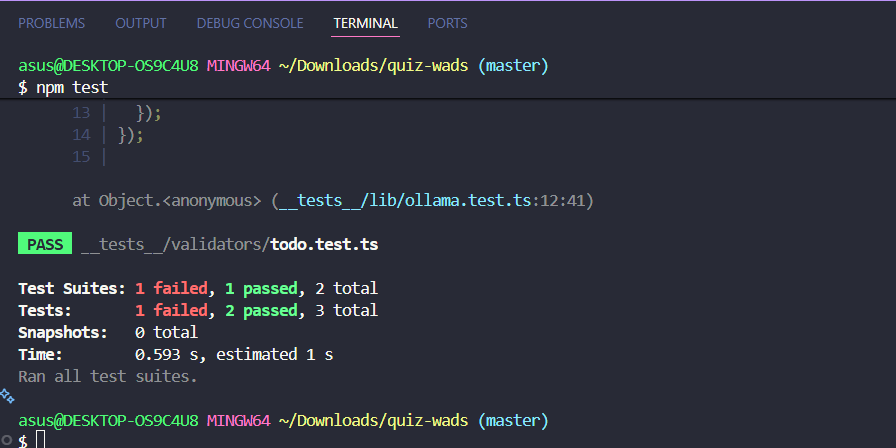 PROBLEMS OUTPUT DEBUG CONSOLE TERMINAL PORTS
asus@DESKTOP-OS9C4U8 MINGW64 ~/Downloads/quiz-wads (master)
$ npm test
13 | });
14 | });
15 |
at Object.<anonymous> (__tests__/lib/ollama.test.ts:12:41)
PASS __tests__/validators/todo.test.ts
Test Suites: 1 failed, 1 passed, 2 total
Tests: 1 failed, 2 passed, 3 total
Snapshots: 0 total
Time: 0.593 s, estimated 1 s
Ran all test suites.
asus@DESKTOP-OS9C4U8 MINGW64 ~/Downloads/quiz-wads (master)
$